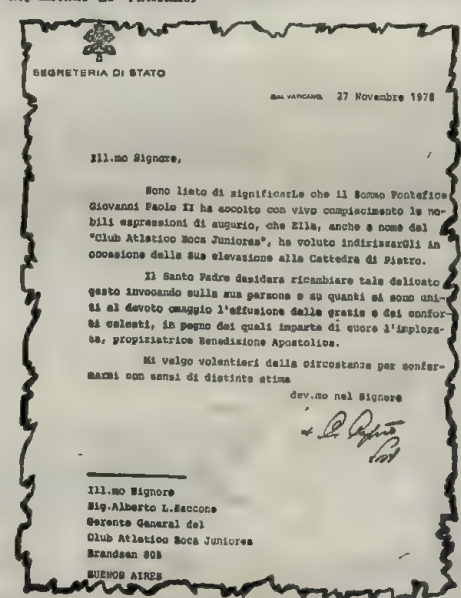 SEGRETERIA DI STATO
DAL VATICANO, 27 Novembre 1978
Ill.mo Signore,
Sono lieto di significarLe che il Sommo Pontefice
Giovanni Paolo II ha accolto con vivo compiacimento le no-
bili espressioni di augurio, che Ella, anche a nome del
"Club Atletico Boca Juniores", ha voluto indirizzarGli in
occasione della Sua elevazione alla Cattedra di Pietro.
Il Santo Padre desidera ricambiare tale delicato
gesto invocando sulla sua persona e su quanti si sono uni-
ti al devoto omaggio l'effusione delle grazie e dei confor-
ti celesti, in pegno dei quali imparte di cuore l'implora-
ta, propiziatrice Benedizione Apostolica.
Mi valgo volentieri della circostanza per confer-
marmi con sensi di distinta stima
dev.mo nel Signore
Ill.mo Signore
Sig.Alberto L.Saccone
Gerente General del
Club Atletico Boca Juniores
Brandsen 805
BUENOS AIRES